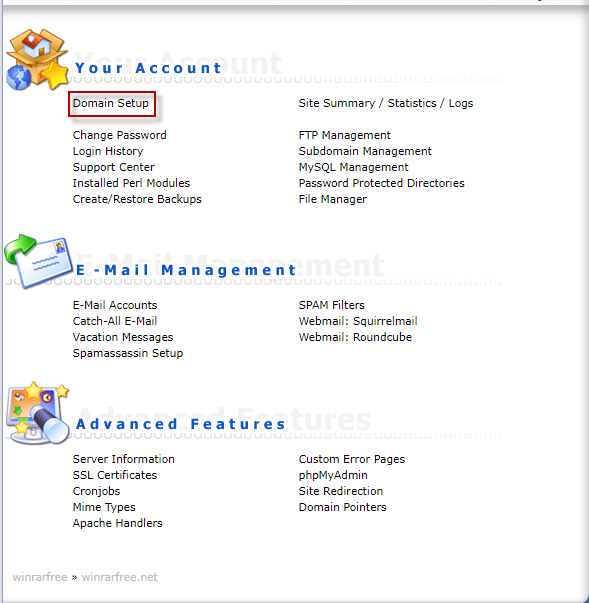 Your Account
Domain Setup
Site Summary / Statistics / Logs
Change Password
FTP Management
Login History
Subdomain Management
Support Center
MySQL Management
Installed Perl Modules
Password Protected Directories
Create/Restore Backups
File Manager
E-Mail Management
E-Mail Accounts
SPAM Filters
Catch-All E-Mail
Webmail: Squirrelmail
Vacation Messages
Webmail: Roundcube
Spamassassin Setup
Advanced Features
Server Information
Custom Error Pages
SSL Certificates
phpMyAdmin
Cronjobs
Site Redirection
Mime Types
Domain Pointers
Apache Handlers
winrarfree » winrarfree.net